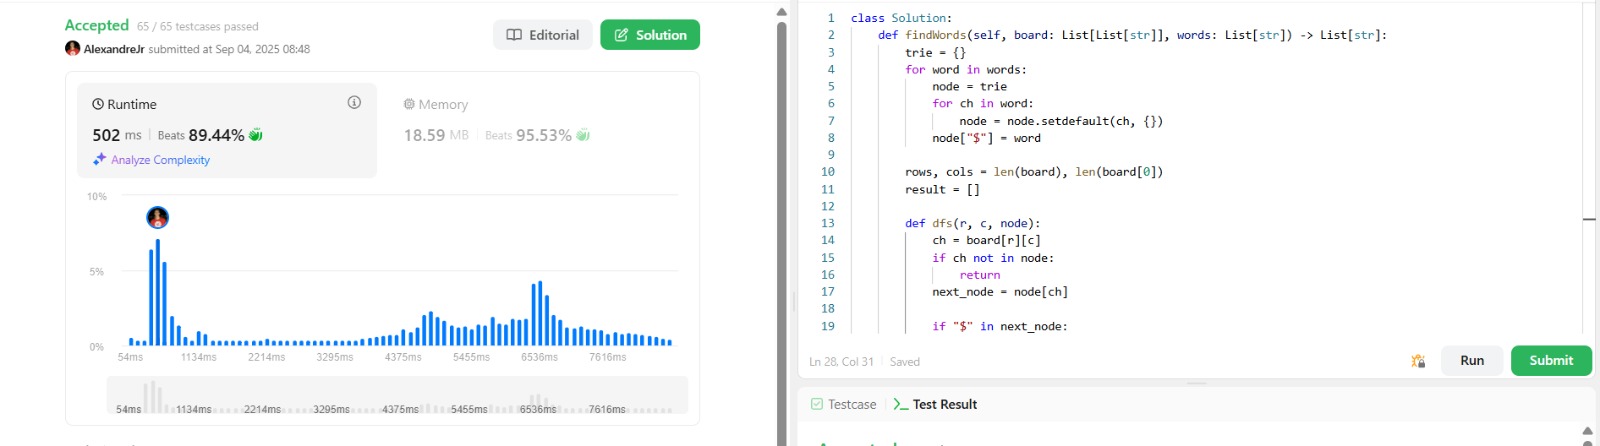 Accepted 65 / 65 testcases passed
AlexandreJr submitted at Sep 04, 2025 08:48
Editorial
Solution
Runtime
502 ms Beats 89.44%
Analyze Complexity
Memory
18.59 MB Beats 95.53%
10%
5%
0%
54ms 1134ms 2214ms 3295ms 4375ms 5455ms 6536ms 7616ms
54ms 1134ms 2214ms 3295ms 4375ms 5455ms 6536ms 7616ms
1 class Solution:
2 def findWords(self, board: List[List[str]], words: List[str]) -> List[str]:
3 trie = {}
4 for word in words:
5 node = trie
6 for ch in word:
7 node = node.setdefault(ch, {})
8 node["$"] = word
9
10 rows, cols = len(board), len(board[0])
11 result = []
12
13 def dfs(r, c, node):
14 ch = board[r][c]
15 if ch not in node:
16 return
17 next_node = node[ch]
18
19 if "$" in next_node:
Ln 28, Col 31 Saved
Run
Submit
Testcase
Test Result